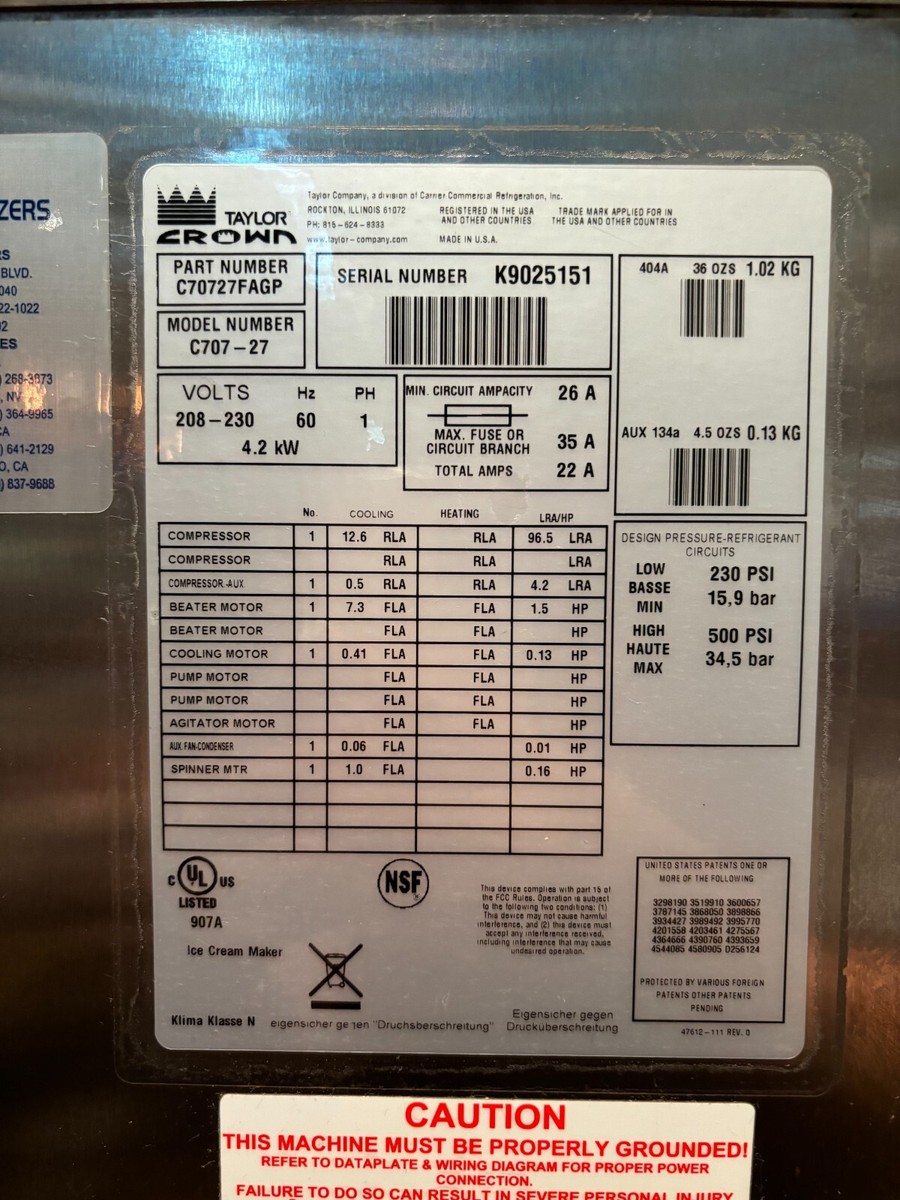 ZERS
RS
BLVD.
040
22-1022
02
ES
) 268-3973
, NV
) 364-9965
CA
) 641-2129
O, CA
) 837-9688
TAYLOR
CROWN
Taylor Company, a division of Carrier Commercial Refrigeration, Inc.
ROCKTON, ILLINOIS 61072
PH: 815-624-8333
www.taylor-company.com
REGISTERED IN THE USA
AND OTHER COUNTRIES
MADE IN U.S.A.
TRADE MARK APPLIED FOR IN
THE USA AND OTHER COUNTRIES
PART NUMBER
C70727FAGP
MODEL NUMBER
C707-27
SERIAL NUMBER K9025151
404A 36 OZS 1.02 KG
AUX 134a 4.5 OZS 0.13 KG
VOLTS Hz PH
208-230 60 1
4.2 kW
MIN. CIRCUIT AMPACITY 26 A
MAX. FUSE OR
CIRCUIT BRANCH 35 A
TOTAL AMPS 22 A
No. COOLING HEATING LRA/HP
COMPRESSOR 1 12.6 RLA RLA 96.5 LRA
COMPRESSOR RLA RLA LRA
COMPRESSOR-AUX. 1 0.5 RLA RLA 4.2 LRA
BEATER MOTOR 1 7.3 FLA FLA 1.5 HP
BEATER MOTOR FLA FLA HP
COOLING MOTOR 1 0.41 FLA FLA 0.13 HP
PUMP MOTOR FLA FLA HP
PUMP MOTOR FLA FLA HP
AGITATOR MOTOR FLA FLA HP
AUX. FAN-CONDENSER 1 0.06 FLA 0.01 HP
SPINNER MTR 1 1.0 FLA 0.16 HP
DESIGN PRESSURE-REFRIGERANT
CIRCUITS
LOW
BASSE
MIN
230 PSI
15,9 bar
HIGH
HAUTE
MAX
500 PSI
34,5 bar
C UL US
LISTED
907A
Ice Cream Maker
NSF
This device complies with part 15 of
the FCC Rules. Operation is subject
to the following two conditions: (1)
This device may not cause harmful
interference, and (2) this device must
accept any interference received,
including interference that may cause
undesired operation.
UNITED STATES PATENTS ONE OR
MORE OF THE FOLLOWING
3298190 3519910 3600657
3787145 3868050 3898866
3934427 3989492 3995770
4201558 4203461 4275567
4364666 4390760 4393659
4544085 4580905 0256124
PROTECTED BY VARIOUS FOREIGN
PATENTS OTHER PATENTS
PENDING
Klima Klasse N
eigensicher gegen "Druchsberschreitung"
Eigensicher gegen
Drucküberschreitung
47612-111 REV. D
CAUTION
THIS MACHINE MUST BE PROPERLY GROUNDED!
REFER TO DATAPLATE & WIRING DIAGRAM FOR PROPER POWER
CONNECTION.
FAILURE TO DO SO CAN RESULT IN SEVERE PERSONAL INJURY